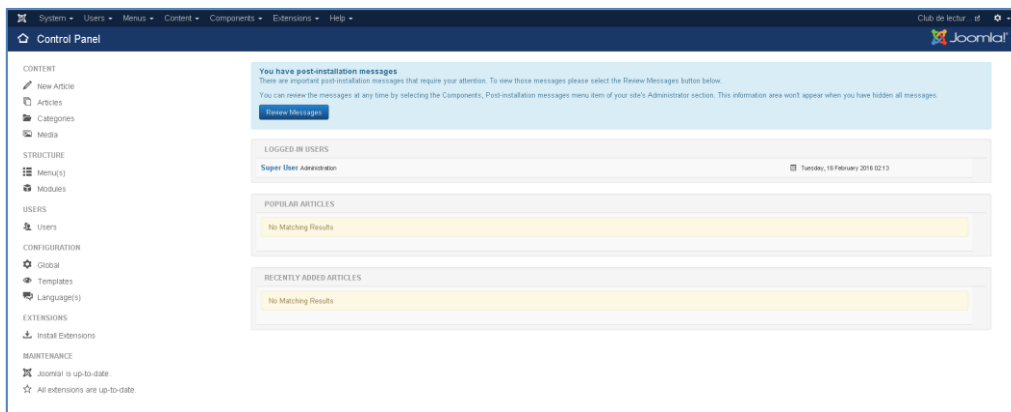 System Users Menus Content Components Extensions Help Club de lectur...
Control Panel Joomla!
CONTENT
New Article
Articles
Categories
Media
STRUCTURE
Menu(s)
Modules
USERS
Users
CONFIGURATION
Global
Templates
Language(s)
EXTENSIONS
Install Extensions
MAINTENANCE
Joomla! is up-to-date.
All extensions are up-to-date.
You have post-installation messages
There are important post-installation messages that require your attention. To view those messages please select the Review Messages button below.
You can review the messages at any time by selecting the Components, Post-installation messages menu item of your site's Administrator section. This information area won't appear when you have hidden all messages.
Review Messages
LOGGED-IN USERS
Super User Administration Tuesday, 16 February 2016 02:13
POPULAR ARTICLES
No Matching Results
RECENTLY ADDED ARTICLES
No Matching Results